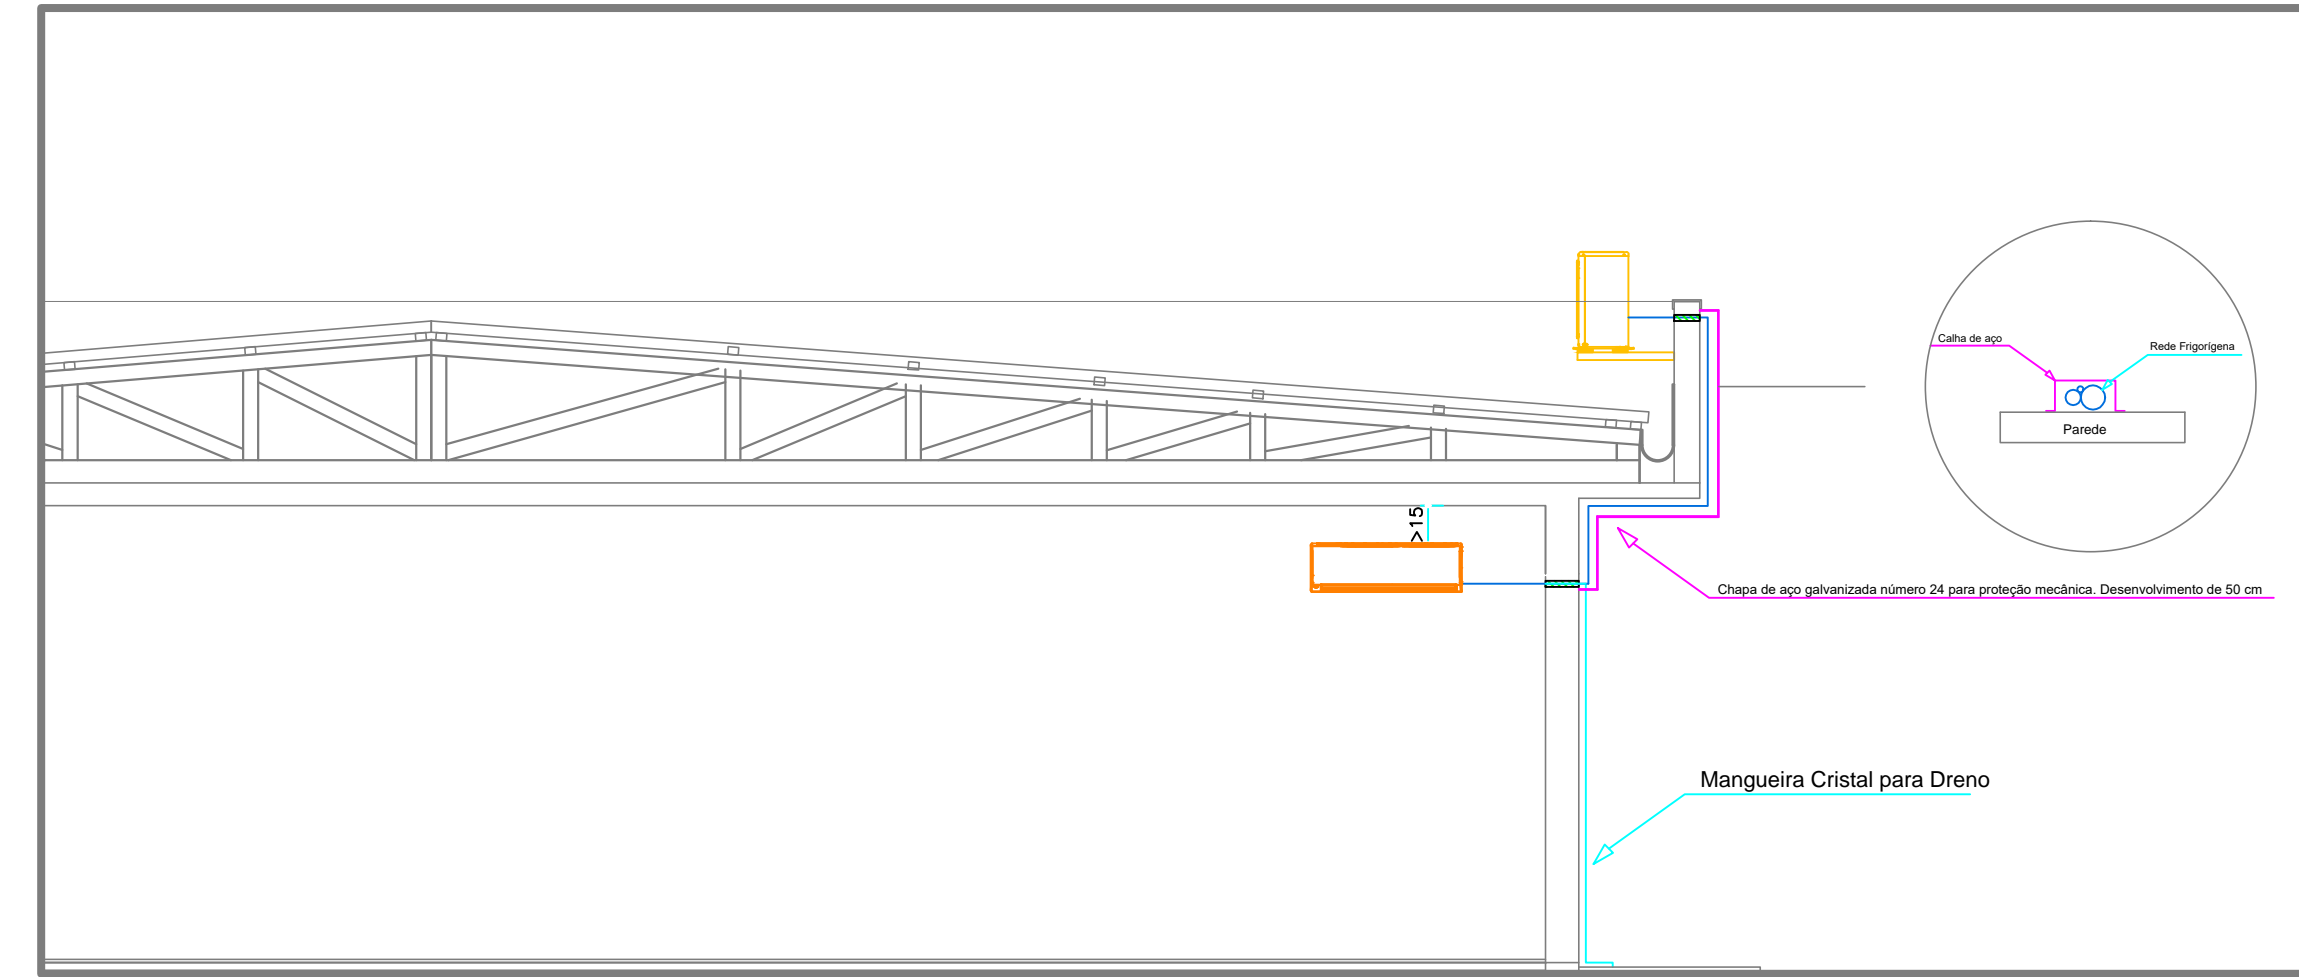 Calha de aço
Rede Frigorígena
Parede
>15
Chapa de aço galvanizada número 24 para proteção mecânica. Desenvolvimento de 50 cm
Mangueira Cristal para Dreno